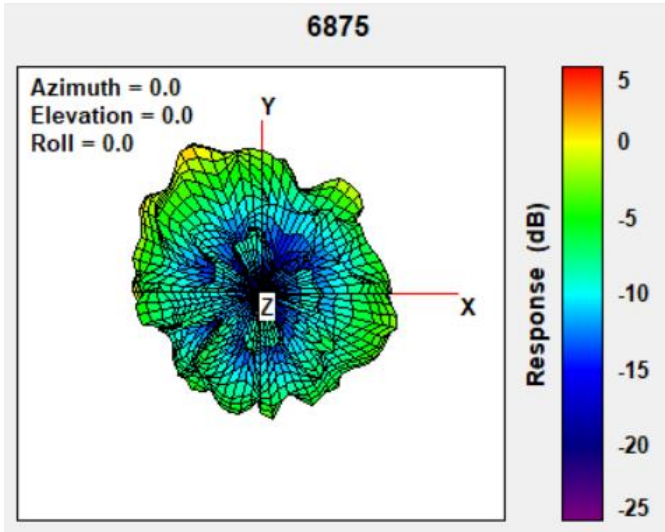 6875
Azimuth = 0.0
Elevation = 0.0
Roll = 0.0
Y
X
Z
Response (dB)
5
0
-5
-10
-15
-20
-25